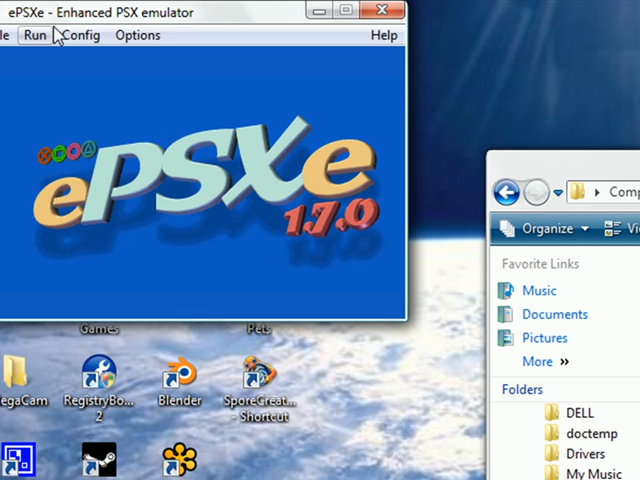 ePSXe - Enhanced PSX emulator
le Run Config Options Help
ePSXe
1.7.0
Games Pets
egaCam RegistryBo... 2 Blender SporeCreat... - Shortcut
Comp
Organize Vi
Favorite Links
Music
Documents
Pictures
More »
Folders
DELL
doctemp
Drivers
My Music